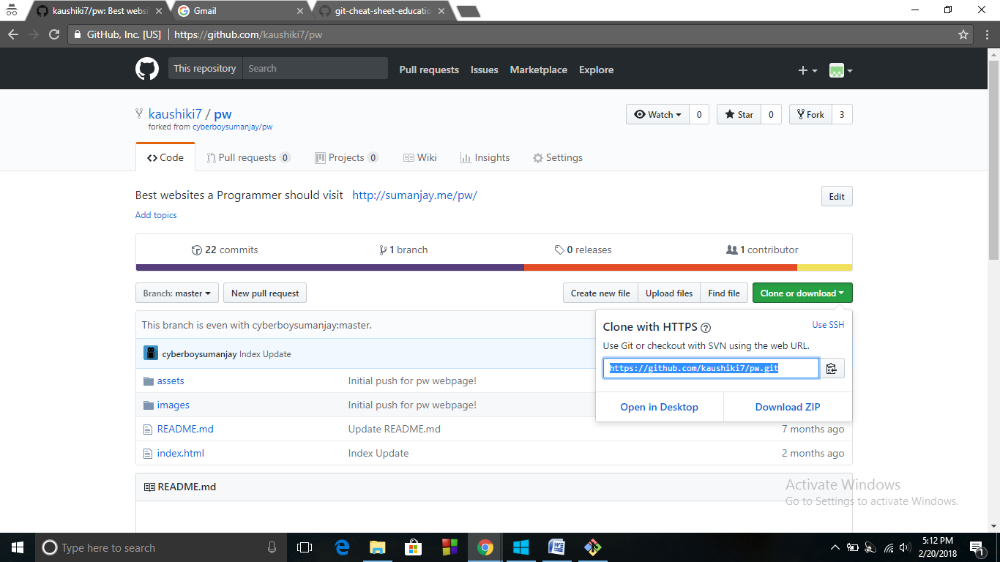 kaushiki7/pw: Best websi
Gmail
git-cheat-sheet-educatio
GitHub, Inc. [US] https://github.com/kaushiki7/pw
This repository Search Pull requests Issues Marketplace Explore
kaushiki7 / pw
forked from cyberboysumanjay/pw
Watch 0 Star 0 Fork 3
Code Pull requests 0 Projects 0 Wiki Insights Settings
Best websites a Programmer should visit http://sumanjay.me/pw/ Edit
Add topics
22 commits 1 branch 0 releases 1 contributor
Branch: master New pull request Create new file Upload files Find file Clone or download
This branch is even with cyberboysumanjay:master.
Clone with HTTPS Use SSH
Use Git or checkout with SVN using the web URL.
https://github.com/kaushiki7/pw.git
Open in Desktop Download ZIP
cyberboysumanjay Index Update
assets Initial push for pw webpage!
images Initial push for pw webpage!
README.md Update README.md 7 months ago
index.html Index Update 2 months ago
README.md
Activate Windows
Go to Settings to activate Windows.
Type here to search
5:12 PM
2/20/2018
1